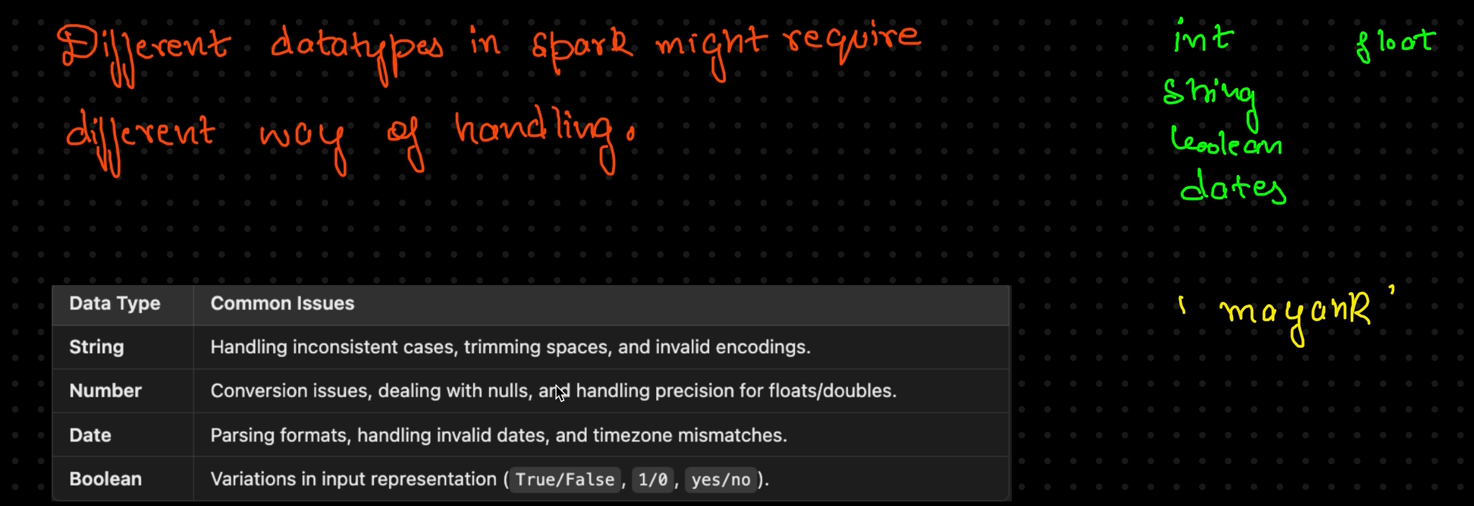 Different datatypes in spark might require
different way of handling.
int float
string
boolean
dates
' mayank '
Data Type Common Issues
String Handling inconsistent cases, trimming spaces, and invalid encodings.
Number Conversion issues, dealing with nulls, and handling precision for floats/doubles.
Date Parsing formats, handling invalid dates, and timezone mismatches.
Boolean Variations in input representation ( True/False , 1/0 , yes/no ).